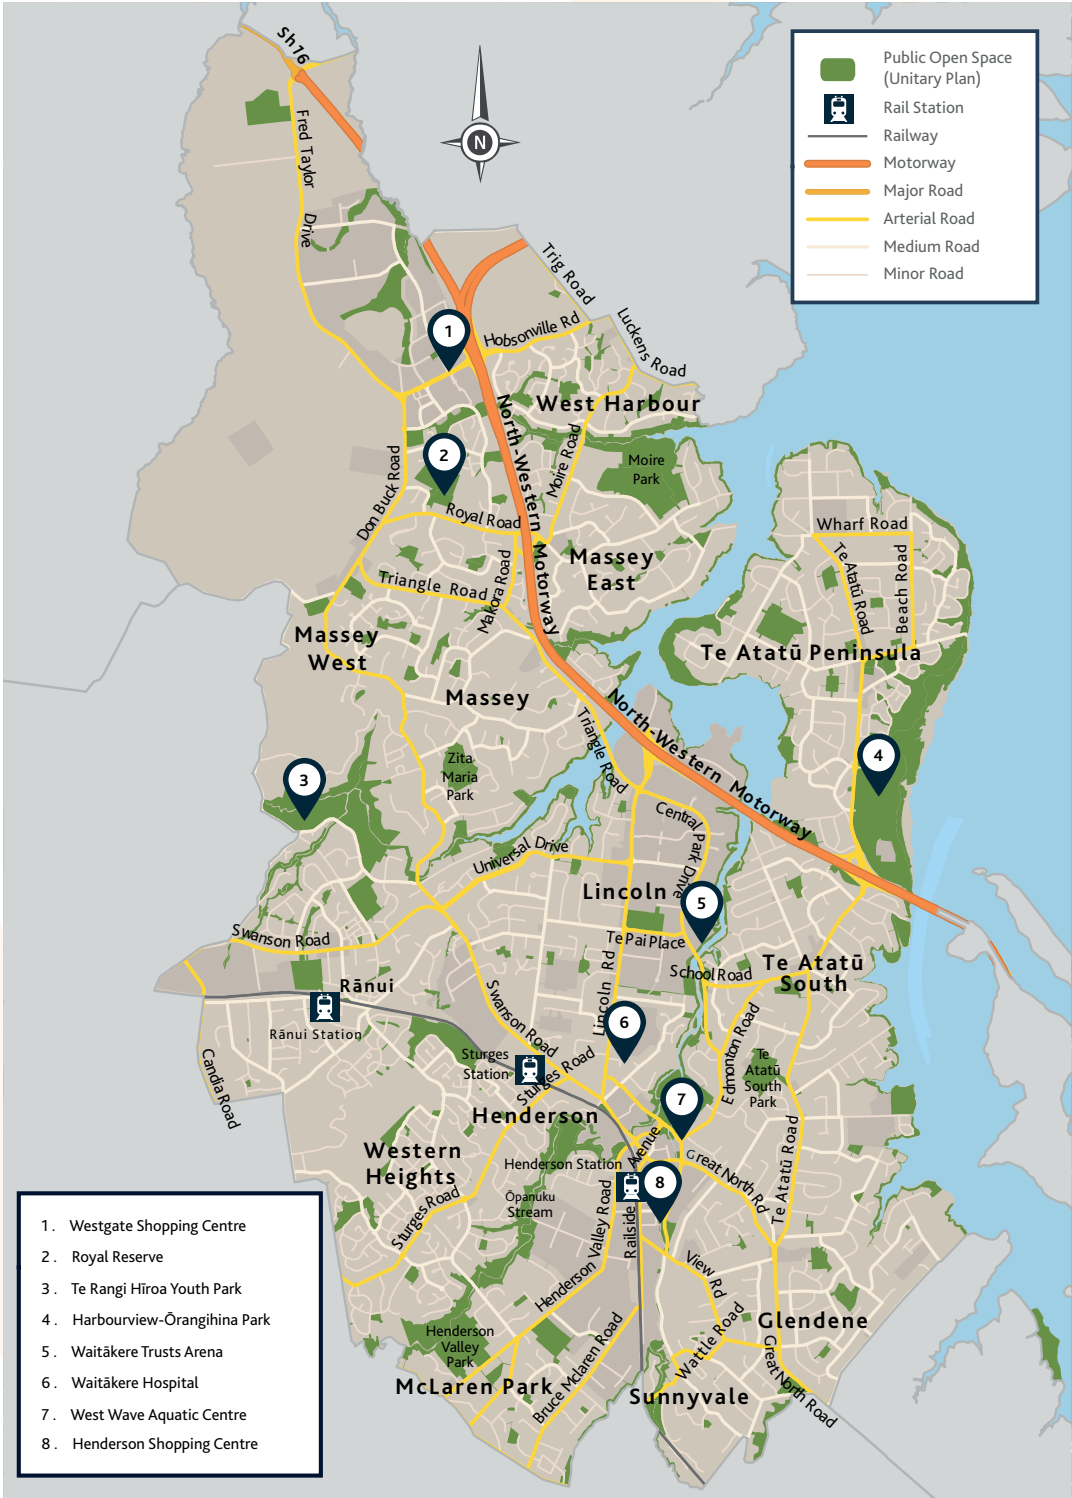 Sh16
Fred Taylor
Drive
N
Public Open Space
(Unitary Plan)
Rail Station
Railway
Motorway
Major Road
Arterial Road
Medium Road
Minor Road
Trig Road
Luckens Road
Hobsonville Rd
1
West Harbour
North-Western Motorway
Moire Road
Moire
Park
2
Don Buck Road
Royal Road
Massey
East
Triangle Road
Makora Road
Wharf Road
Te Atatū Road
Beach Road
Te Atatū Peninsula
Massey
West
Massey
North-Western Motorway
Triangle Road
Zita
Maria
Park
3
4
Central Park Drive
Universal Drive
Lincoln
5
Te Pai Place
School Road
Te Atatū
South
Swanson Road
Rānui
Rānui Station
Candia Road
Swanson Road
Lincoln Rd
6
Sturges
Station
Sturges Road
Henderson
Edmonton Road
Te
Atatū
South
Park
7
Te Atatū Road
Great North Rd
Western
Heights
Sturges Road
Henderson Station
8
Railside Avenue
Ōpanuku
Stream
Henderson Valley Road
View Rd
Glendene
Wattle Road
Great North Road
Henderson
Valley
Park
McLaren Park
Bruce Mclaren Road
Sunnyvale
1. Westgate Shopping Centre
2. Royal Reserve
3. Te Rangi Hīroa Youth Park
4. Harbourview-Ōrangihina Park
5. Waitākere Trusts Arena
6. Waitākere Hospital
7. West Wave Aquatic Centre
8. Henderson Shopping Centre